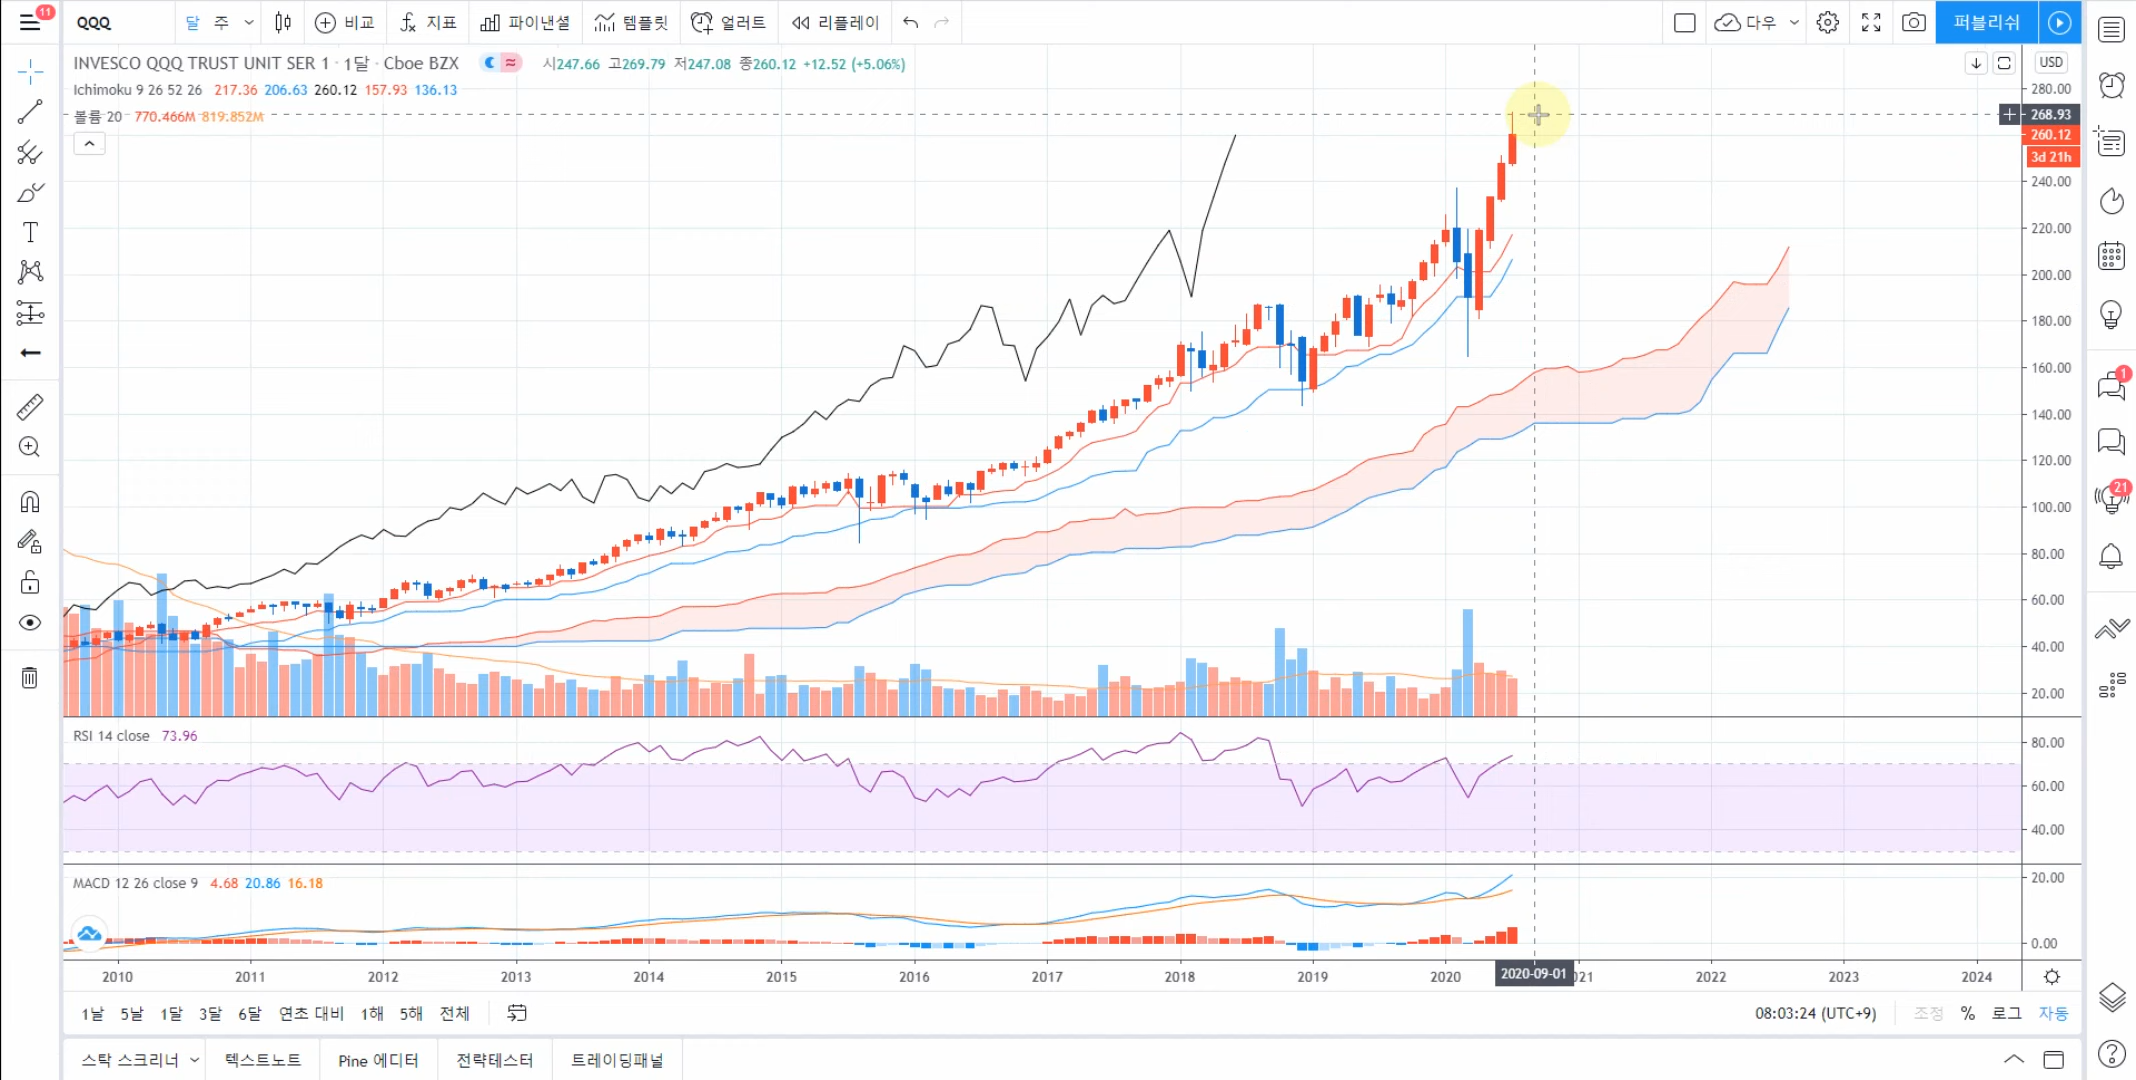 11
QQQ 달 주 비교 지표 파이낸셜 템플릿 얼러트 리플레이 다우 퍼블리쉬
INVESCO QQQ TRUST UNIT SER 1 · 1달 · Cboe BZX 시247.66 고269.79 저247.08 종260.12 +12.52 (+5.06%)
USD
Ichimoku 9 26 52 26 217.36 206.63 260.12 157.93 136.13
볼륨 20 770.466M 819.852M
280.00
268.93
260.12
3d 21h
240.00
220.00
200.00
180.00
160.00
140.00
120.00
100.00
80.00
60.00
40.00
20.00
RSI 14 close 73.96
80.00
60.00
40.00
MACD 12 26 close 9 4.68 20.86 16.18
20.00
0.00
2010 2011 2012 2013 2014 2015 2016 2017 2018 2019 2020 2020-09-01 021 2022 2023 2024
1날 5날 1달 3달 6달 연초 대비 1해 5해 전체 08:03:24 (UTC+9) 조정 % 로그 자동
스탁 스크리너 텍스트노트 Pine 에디터 전략테스터 트레이딩패널
1
21